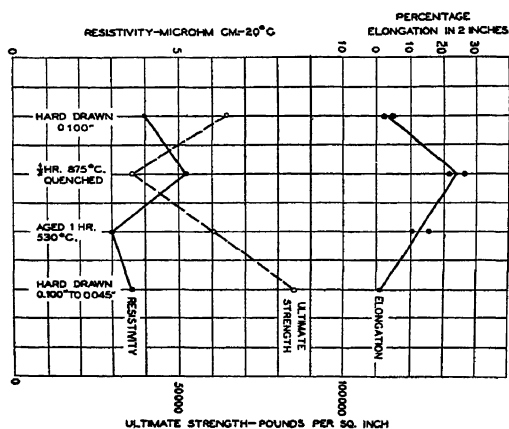 RESISTIVITY-MICROHM CM.-20°C
PERCENTAGE
ELONGATION IN 2 INCHES
0
5
10
0
10
20
30
HARD DRAWN
0.100"
HR. 875°C.
QUENCHED
AGED 1 HR.
530°C.
HARD DRAWN
0.100" TO 0.045"
RESISTIVITY
ULTIMATE
STRENGTH
ELONGATION
0
50000
100000
ULTIMATE STRENGTH-POUNDS PER SQ. INCH